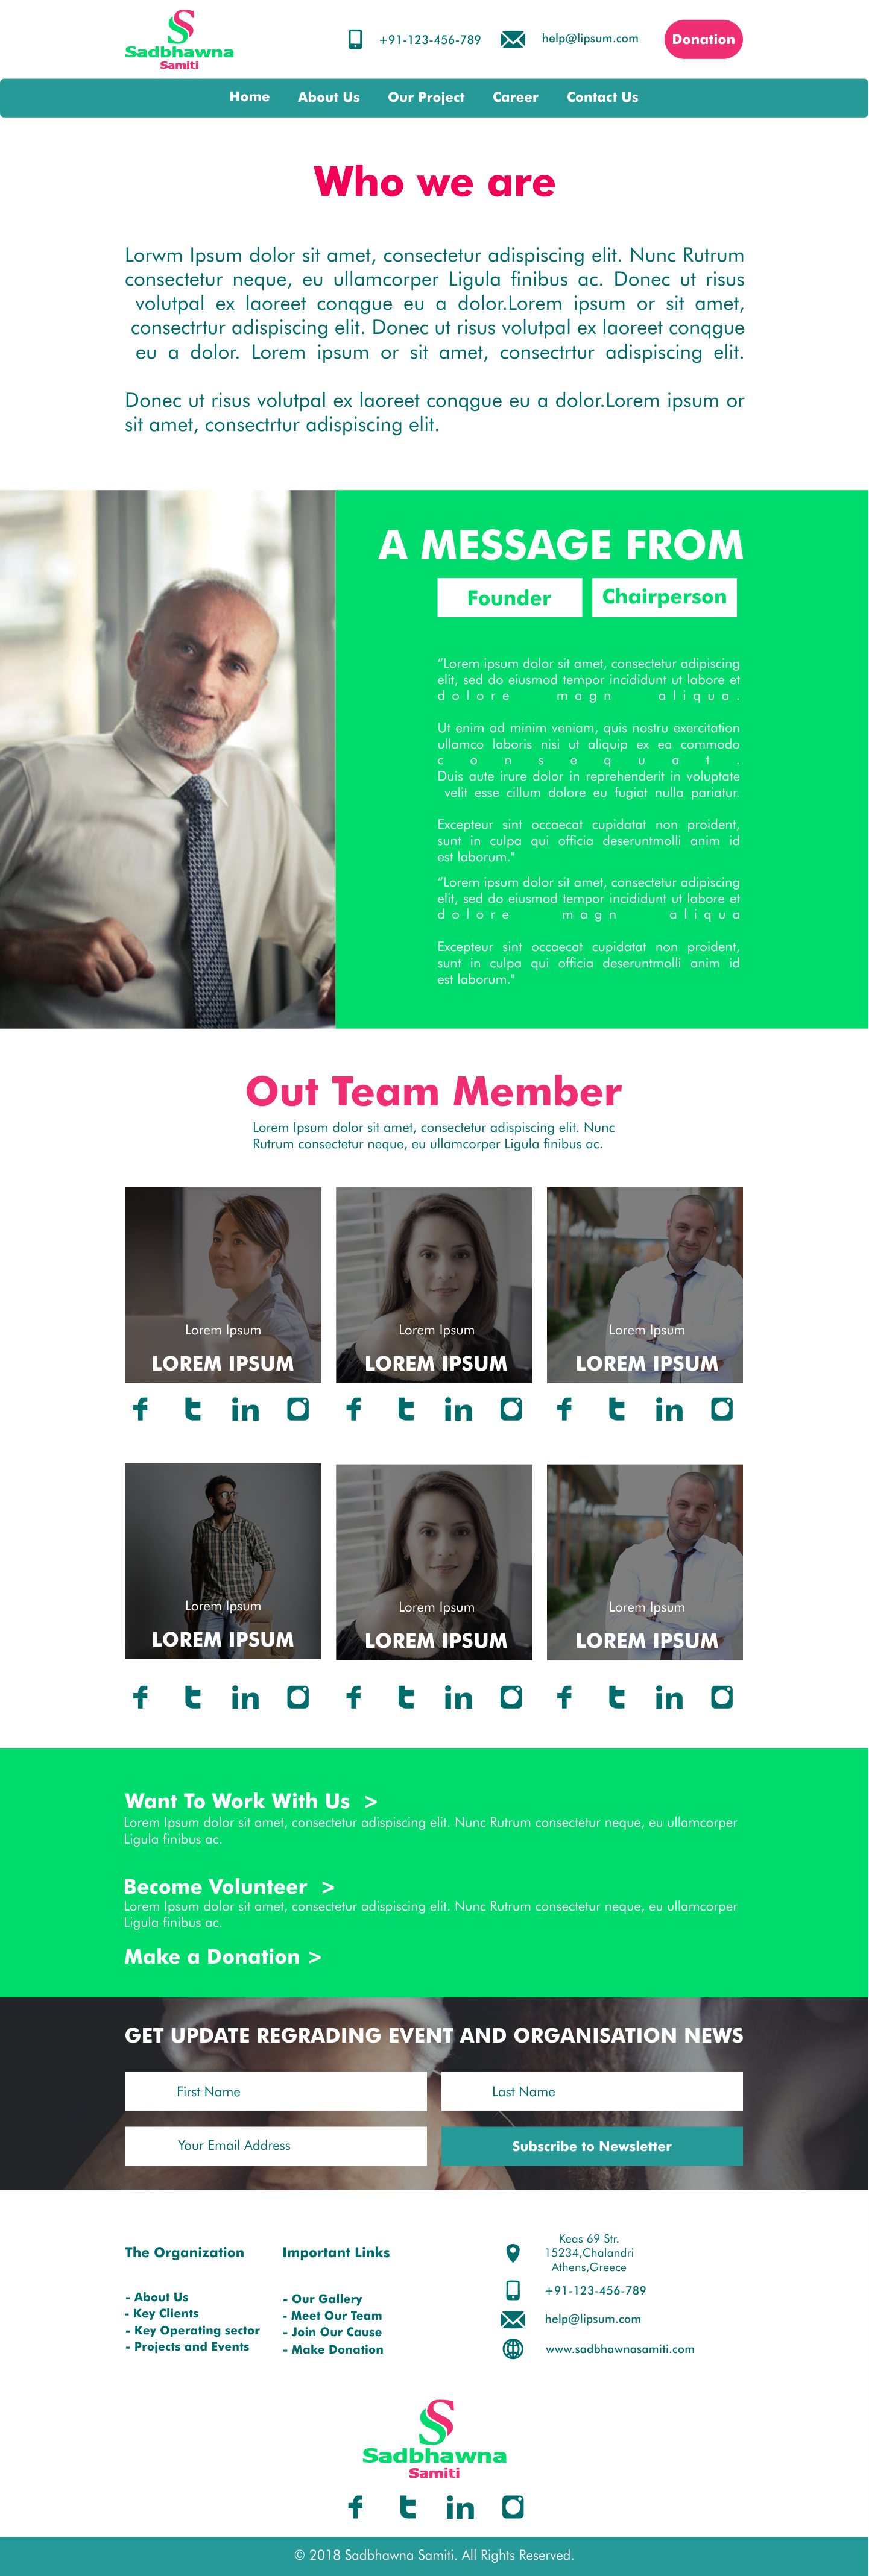 Sadbhawna
Samiti
+91-123-456-789
help@lipsum.com
Donation
Home About Us Our Project Career Contact Us
Who we are
Lorwm Ipsum dolor sit amet, consectetur adispiscing elit. Nunc Rutrum
consectetur neque, eu ullamcorper Ligula finibus ac. Donec ut risus
volutpal ex laoreet conqgue eu a dolor.Lorem ipsum or sit amet,
consectrtur adispiscing elit. Donec ut risus volutpal ex laoreet conqgue
eu a dolor. Lorem ipsum or sit amet, consectrtur adispiscing elit.
Donec ut risus volutpal ex laoreet conqgue eu a dolor.Lorem ipsum or
sit amet, consectrtur adispiscing elit.
A MESSAGE FROM
Founder Chairperson
“Lorem ipsum dolor sit amet, consectetur adipiscing
elit, sed do eiusmod tempor incididunt ut labore et
dolore magn aliqua.
Ut enim ad minim veniam, quis nostru exercitation
ullamco laboris nisi ut aliquip ex ea commodo
consequat.
Duis aute irure dolor in reprehenderit in voluptate
velit esse cillum dolore eu fugiat nulla pariatur.
Excepteur sint occaecat cupidatat non proident,
sunt in culpa qui officia deseruntmolli anim id
est laborum."
“Lorem ipsum dolor sit amet, consectetur adipiscing
elit, sed do eiusmod tempor incididunt ut labore et
dolore magn aliqua
Excepteur sint occaecat cupidatat non proident,
sunt in culpa qui officia deseruntmolli anim id
est laborum."
Out Team Member
Lorem Ipsum dolor sit amet, consectetur adispiscing elit. Nunc
Rutrum consectetur neque, eu ullamcorper Ligula finibus ac.
Lorem Ipsum
LOREM IPSUM
Lorem Ipsum
LOREM IPSUM
Lorem Ipsum
LOREM IPSUM
Lorem Ipsum
LOREM IPSUM
Lorem Ipsum
LOREM IPSUM
Lorem Ipsum
LOREM IPSUM
Want To Work With Us >
Lorem Ipsum dolor sit amet, consectetur adispiscing elit. Nunc Rutrum consectetur neque, eu ullamcorper
Ligula finibus ac.
Become Volunteer >
Lorem Ipsum dolor sit amet, consectetur adispiscing elit. Nunc Rutrum consectetur neque, eu ullamcorper
Ligula finibus ac.
Make a Donation >
GET UPDATE REGRADING EVENT AND ORGANISATION NEWS
First Name
Last Name
Your Email Address
Subscribe to Newsletter
The Organization
- About Us
- Key Clients
- Key Operating sector
- Projects and Events
Important Links
- Our Gallery
- Meet Our Team
- Join Our Cause
- Make Donation
Keas 69 Str.
15234,Chalandri
Athens,Greece
+91-123-456-789
help@lipsum.com
www.sadbhawnasamiti.com
Sadbhawna
Samiti
© 2018 Sadbhawna Samiti. All Rights Reserved.